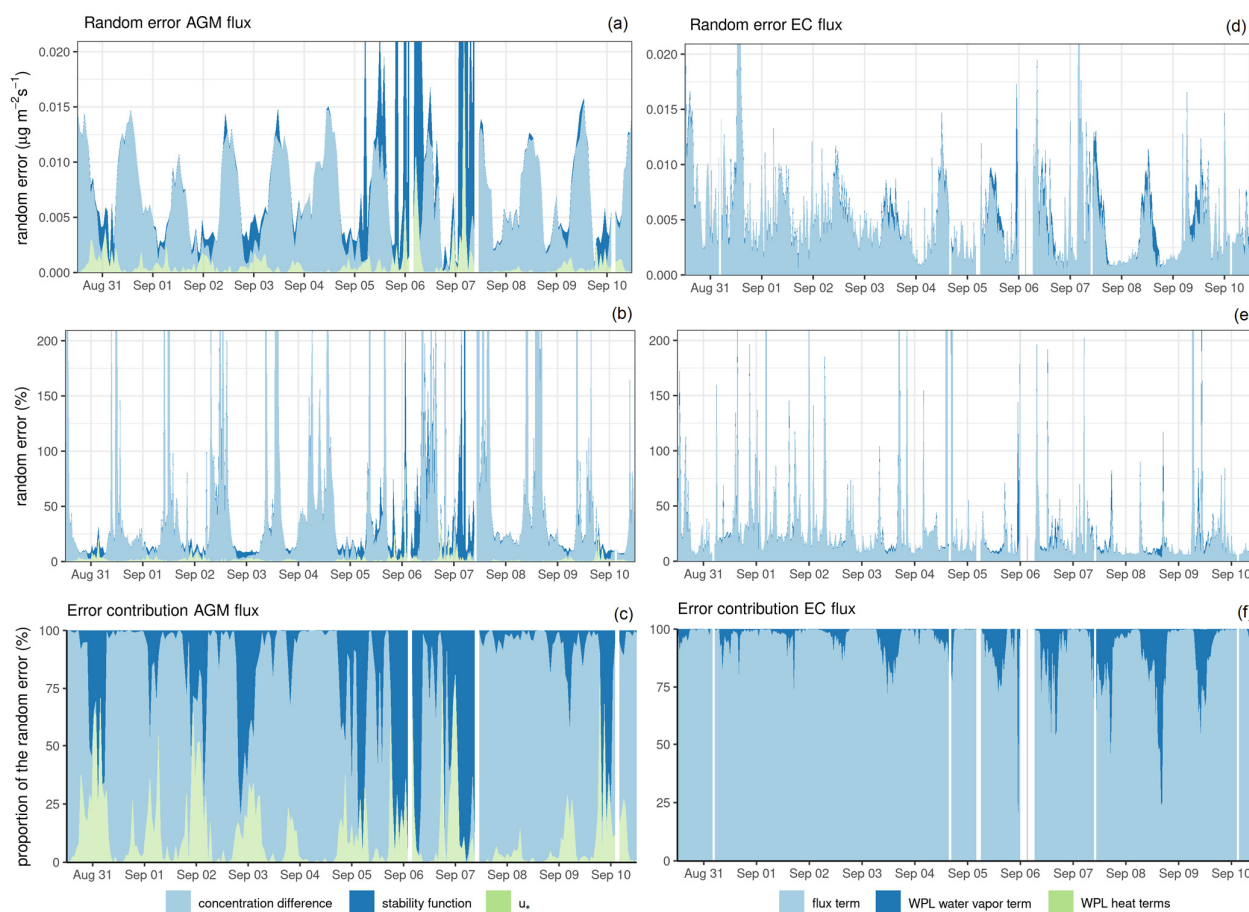 Random error AGM flux
(a)
random error (µg m⁻²s⁻¹)
0.020
0.015
0.010
0.005
0.000
Aug 31 Sep 01 Sep 02 Sep 03 Sep 04 Sep 05 Sep 06 Sep 07 Sep 08 Sep 09 Sep 10
Random error EC flux
(d)
0.020
0.015
0.010
0.005
0.000
Aug 31 Sep 01 Sep 02 Sep 03 Sep 04 Sep 05 Sep 06 Sep 07 Sep 08 Sep 09 Sep 10
(b)
random error (%)
200
150
100
50
0
Aug 31 Sep 01 Sep 02 Sep 03 Sep 04 Sep 05 Sep 06 Sep 07 Sep 08 Sep 09 Sep 10
(e)
200
150
100
50
0
Aug 31 Sep 01 Sep 02 Sep 03 Sep 04 Sep 05 Sep 06 Sep 07 Sep 08 Sep 09 Sep 10
Error contribution AGM flux
(c)
proportion of the random error (%)
100
75
50
25
0
Aug 31 Sep 01 Sep 02 Sep 03 Sep 04 Sep 05 Sep 06 Sep 07 Sep 08 Sep 09 Sep 10
concentration difference stability function u*
Error contribution EC flux
(f)
100
75
50
25
0
Aug 31 Sep 01 Sep 02 Sep 03 Sep 04 Sep 05 Sep 06 Sep 07 Sep 08 Sep 09 Sep 10
flux term WPL water vapor term WPL heat terms